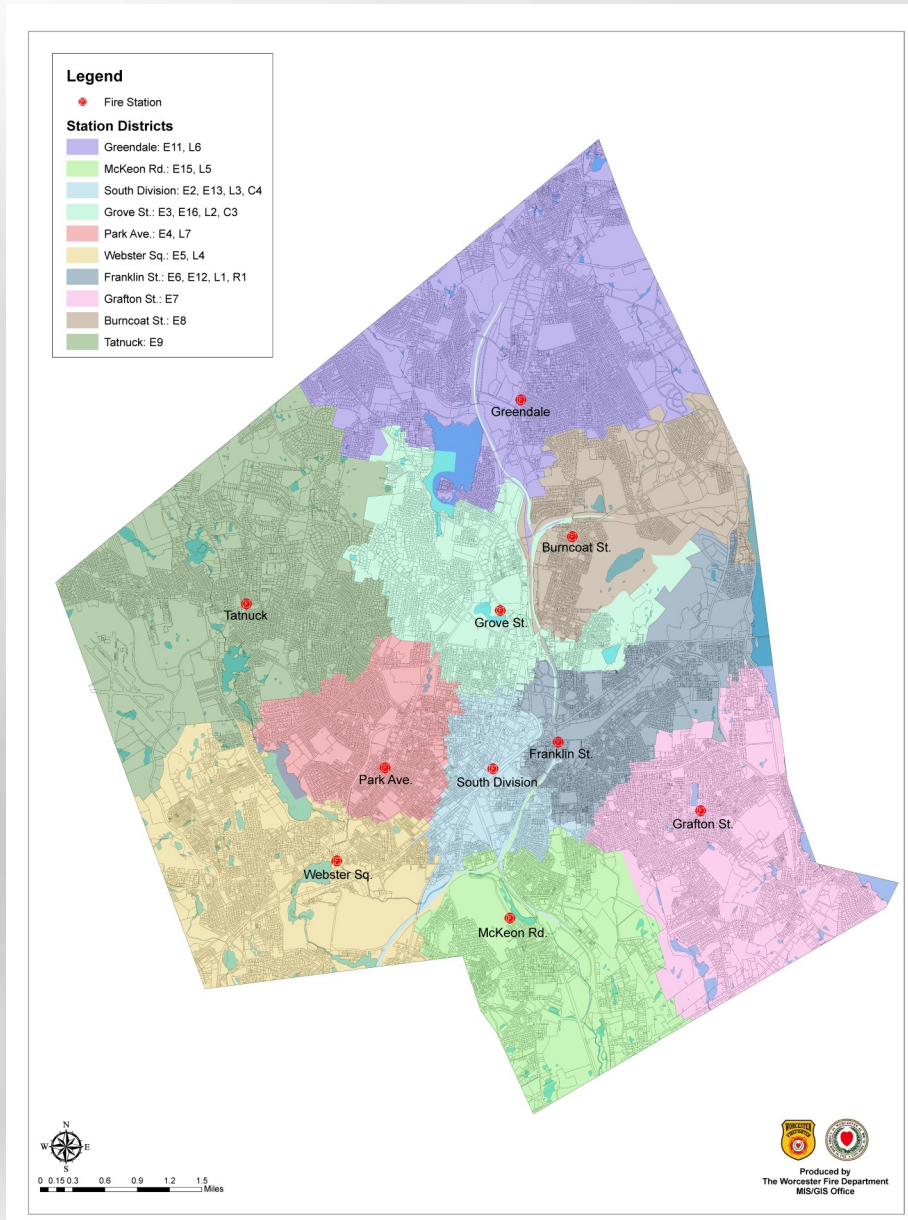 Legend
Fire Station
Station Districts
Greendale: E11, L6
McKeon Rd.: E15, L5
South Division: E2, E13, L3, C4
Grove St.: E3, E16, L2, C3
Park Ave.: E4, L7
Webster Sq.: E5, L4
Franklin St.: E6, E12, L1, R1
Grafton St.: E7
Burncoat St.: E8
Tatnuck: E9
Greendale
Burncoat St.
Tatnuck
Grove St.
Franklin St.
Park Ave.
South Division
Grafton St.
Webster Sq.
McKeon Rd.
N
W E
S
0 0.15 0.3 0.6 0.9 1.2 1.5
Miles
WORCESTER
FIREFIGHTER
Produced by
The Worcester Fire Department
MIS/GIS Office